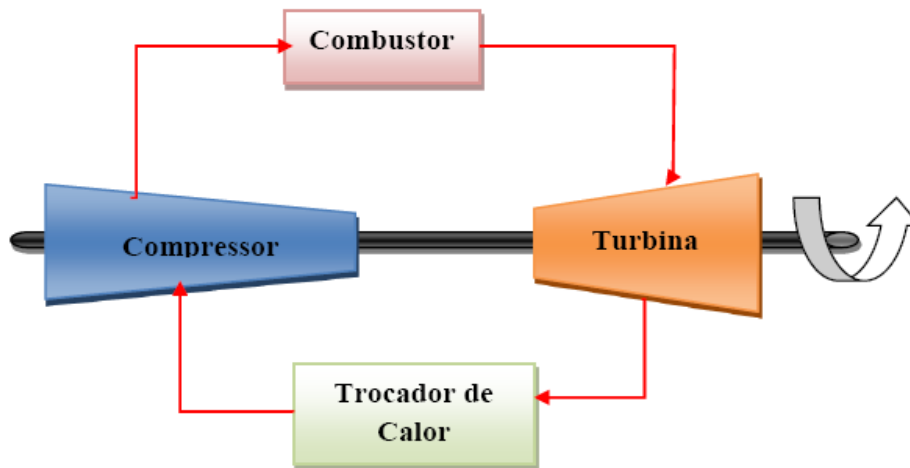 Combustor
Compressor
Turbina
Trocador de
Calor